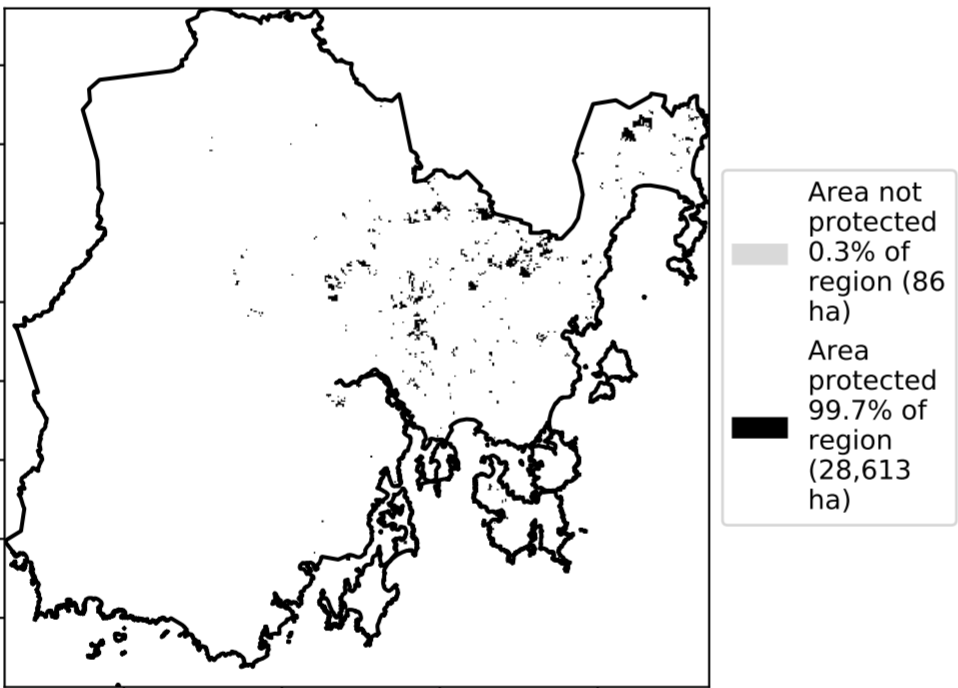 Area not
protected
0.3% of
region (86
ha)
Area
protected
99.7% of
region
(28,613
ha)